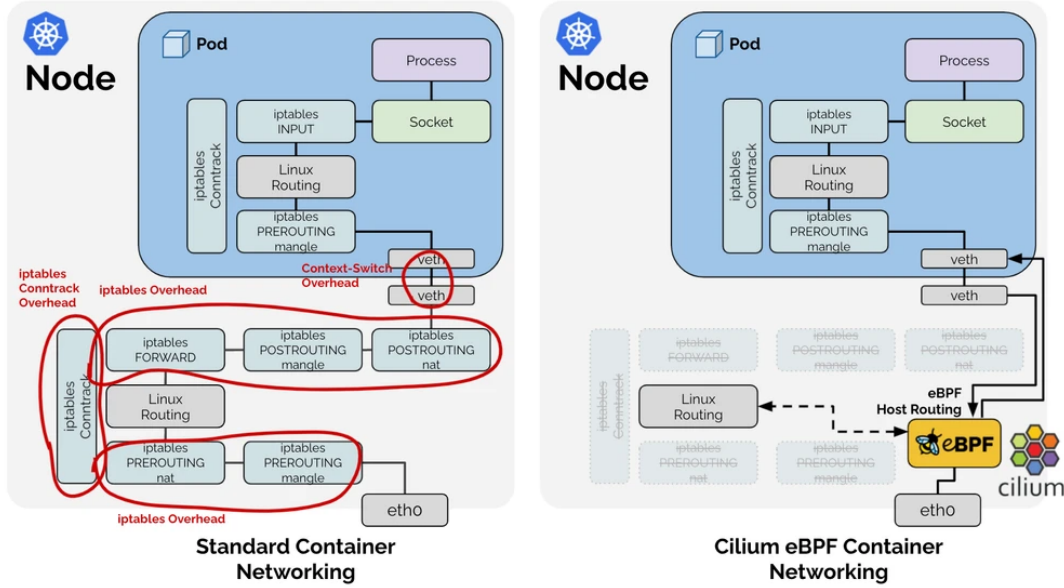 Node
Pod
Process
iptables
INPUT
Socket
iptables
Conntrack
Linux
Routing
iptables
PREROUTING
mangle
veth
Context-Switch
Overhead
veth
iptables
Conntrack
Overhead
iptables Overhead
iptables
FORWARD
iptables
POSTROUTING
mangle
iptables
POSTROUTING
nat
iptables
Conntrack
Linux
Routing
iptables
PREROUTING
nat
iptables
PREROUTING
mangle
iptables Overhead
eth0
Standard Container
Networking
Node
Pod
Process
iptables
INPUT
Socket
iptables
Conntrack
Linux
Routing
iptables
PREROUTING
mangle
veth
veth
iptables
FORWARD
iptables
POSTROUTING
mangle
iptables
POSTROUTING
nat
iptables
Conntrack
Linux
Routing
eBPF
Host Routing
iptables
PREROUTING
nat
iptables
PREROUTING
mangle
eBPF
cilium
eth0
Cilium eBPF Container
Networking